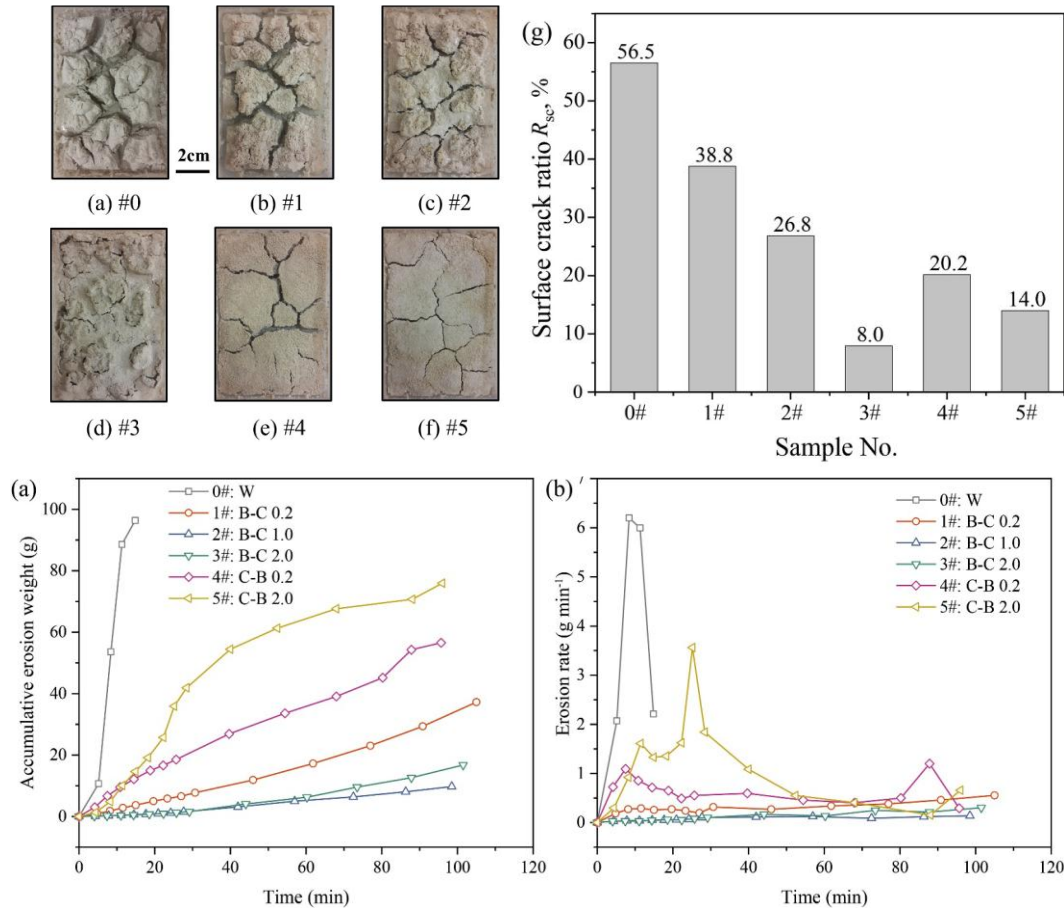 2cm
(a) #0
(b) #1
(c) #2
(d) #3
(e) #4
(f) #5
(g)
Surface crack ratio Rsc, %
60
50
40
30
20
10
0
56.5
38.8
26.8
8.0
20.2
14.0
0# 1# 2# 3# 4# 5#
Sample No.
(a)
Accumulative erosion weight (g)
100
80
60
40
20
0
0#: W
1#: B-C 0.2
2#: B-C 1.0
3#: B-C 2.0
4#: C-B 0.2
5#: C-B 2.0
0 20 40 60 80 100 120
Time (min)
(b)
Erosion rate (g min-1)
7
6
5
4
3
2
1
0
0#: W
1#: B-C 0.2
2#: B-C 1.0
3#: B-C 2.0
4#: C-B 0.2
5#: C-B 2.0
0 20 40 60 80 100 120
Time (min)